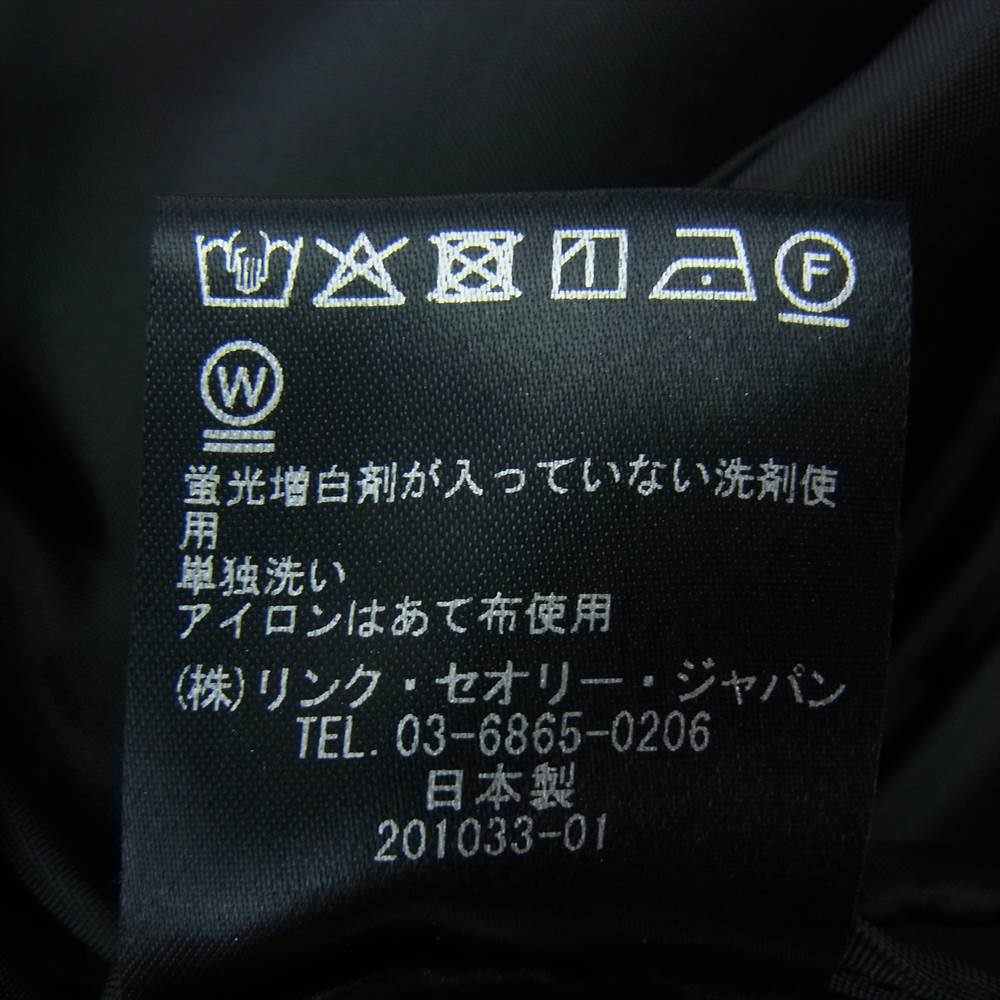 F
W
蛍光増白剤が入っていない洗剤使
用
単独洗い
アイロンはあて布使用
(株)リンク・セオリー・ジャパン
TEL. 03-6865-0206
日本製
201033-01